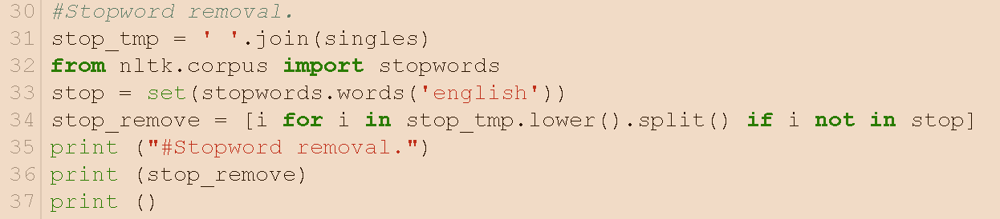 30 #Stopword removal.
31 stop_tmp = ' '.join(singles)
32 from nltk.corpus import stopwords
33 stop = set(stopwords.words('english'))
34 stop_remove = [i for i in stop_tmp.lower().split() if i not in stop]
35 print ("#Stopword removal.")
36 print (stop_remove)
37 print ()